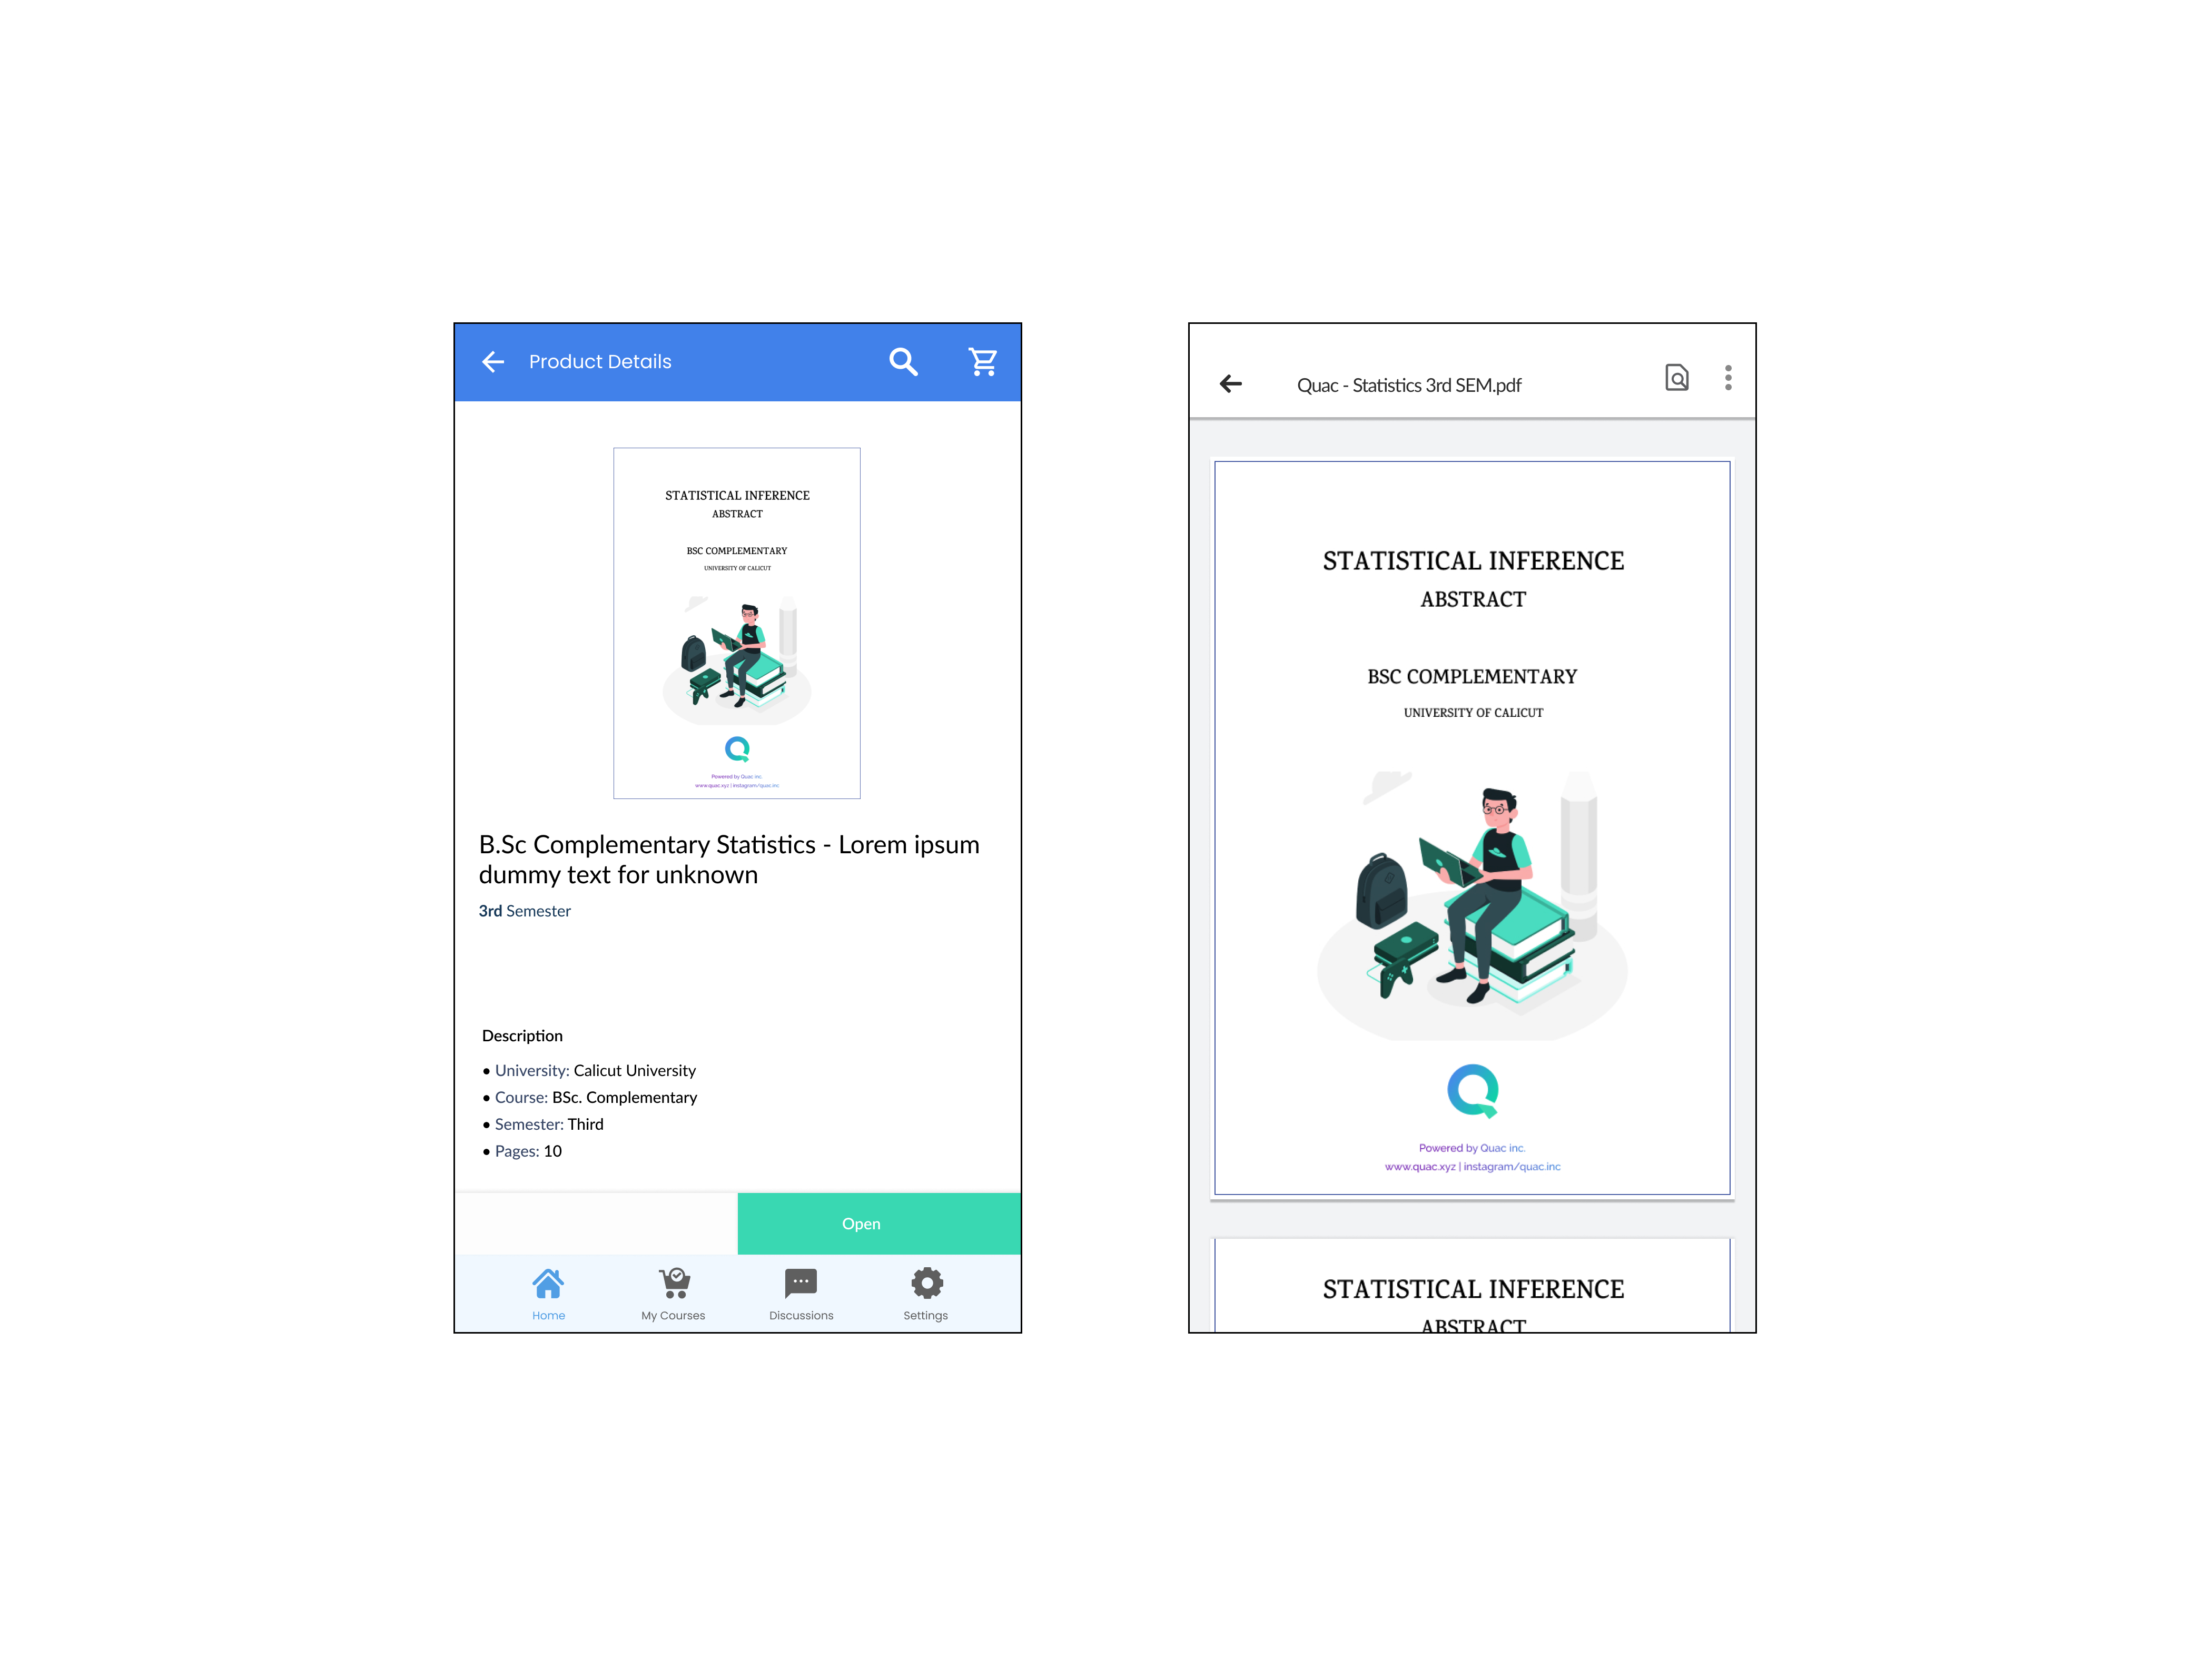 Product Details
STATISTICAL INFERENCE
ABSTRACT
BSC COMPLEMENTARY
UNIVERSITY OF CALICUT
Powered by Quac inc.
www.quac.xyz | instagram/quac.inc
B.Sc Complementary Statistics - Lorem ipsum
dummy text for unknown
3rd Semester
Description
• University: Calicut University
• Course: BSc. Complementary
• Semester: Third
• Pages: 10
Open
Home
My Courses
Discussions
Settings
Quac - Statistics 3rd SEM.pdf
STATISTICAL INFERENCE
ABSTRACT
BSC COMPLEMENTARY
UNIVERSITY OF CALICUT
Powered by Quac inc.
www.quac.xyz | instagram/quac.inc
STATISTICAL INFERENCE
ABSTRACT